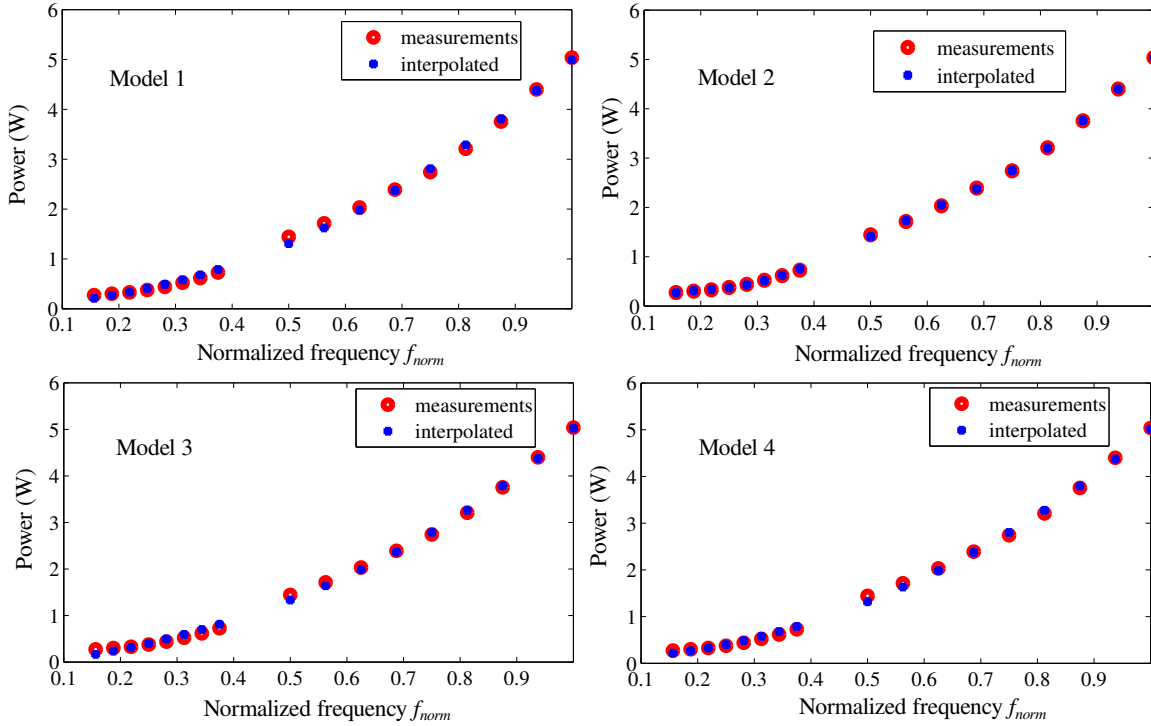 6
5
4
3
2
1
0
Power (W)
Model 1
measurements
interpolated
0.1 0.2 0.3 0.4 0.5 0.6 0.7 0.8 0.9
Normalized frequency f_norm
6
5
4
3
2
1
0
Power (W)
Model 2
measurements
interpolated
0.1 0.2 0.3 0.4 0.5 0.6 0.7 0.8 0.9
Normalized frequency f_norm
6
5
4
3
2
1
0
Power (W)
Model 3
measurements
interpolated
0.1 0.2 0.3 0.4 0.5 0.6 0.7 0.8 0.9
Normalized frequency f_norm
6
5
4
3
2
1
0
Power (W)
Model 4
measurements
interpolated
0.1 0.2 0.3 0.4 0.5 0.6 0.7 0.8 0.9
Normalized frequency f_norm